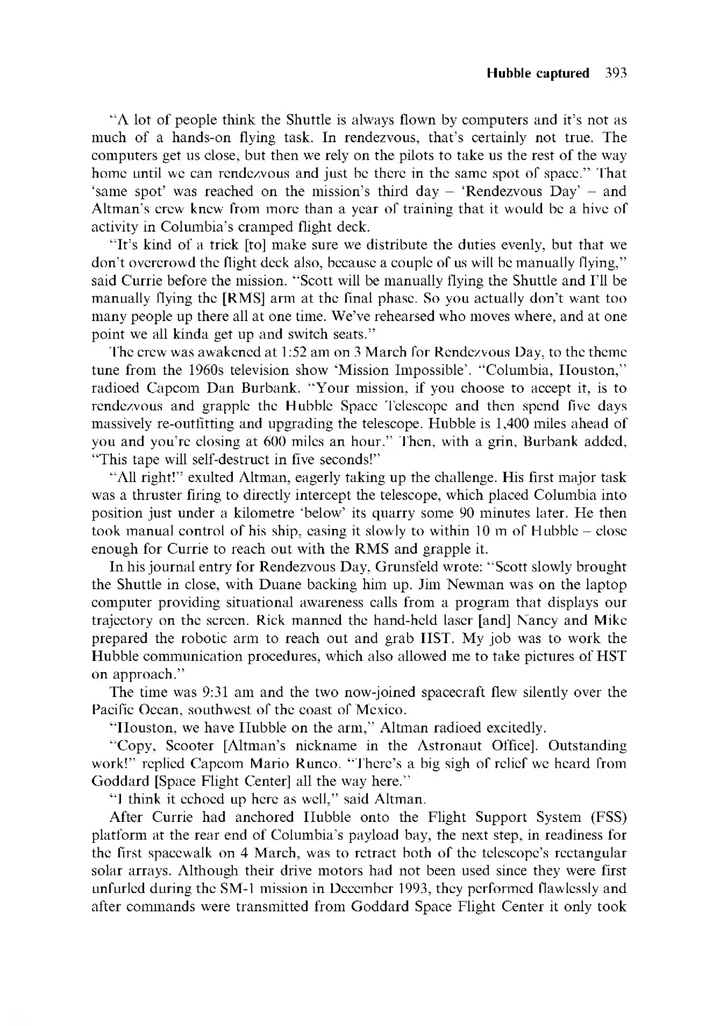 Hubble captured 393
“A lot of people think the Shuttle is always flown by computers and it’s not as
much of a hands-on flying task. In rendezvous, that’s certainly not true. The
computers get us close, but then we rely on the pilots to take us the rest of the way
home until we can rendezvous and just be there in the same spot of space.” That
‘same spot’ was reached on the mission’s third day – ‘Rendezvous Day’ – and
Altman’s crew knew from more than a year of training that it would be a hive of
activity in Columbia’s cramped flight deck.
“It’s kind of a trick [to] make sure we distribute the duties evenly, but that we
don’t overcrowd the flight deck also, because a couple of us will be manually flying,”
said Currie before the mission. “Scott will be manually flying the Shuttle and I’ll be
manually flying the [RMS] arm at the final phase. So you actually don’t want too
many people up there all at one time. We’ve rehearsed who moves where, and at one
point we all kinda get up and switch seats.”
The crew was awakened at 1:52 am on 3 March for Rendezvous Day, to the theme
tune from the 1960s television show ‘Mission Impossible’. “Columbia, Houston,”
radioed Capcom Dan Burbank. “Your mission, if you choose to accept it, is to
rendezvous and grapple the Hubble Space Telescope and then spend five days
massively re-outfitting and upgrading the telescope. Hubble is 1,400 miles ahead of
you and you’re closing at 600 miles an hour.” Then, with a grin, Burbank added,
“This tape will self-destruct in five seconds!”
“All right!” exulted Altman, eagerly taking up the challenge. His first major task
was a thruster firing to directly intercept the telescope, which placed Columbia into
position just under a kilometre ‘below’ its quarry some 90 minutes later. He then
took manual control of his ship, easing it slowly to within 10 m of Hubble – close
enough for Currie to reach out with the RMS and grapple it.
In his journal entry for Rendezvous Day, Grunsfeld wrote: “Scott slowly brought
the Shuttle in close, with Duane backing him up. Jim Newman was on the laptop
computer providing situational awareness calls from a program that displays our
trajectory on the screen. Rick manned the hand-held laser [and] Nancy and Mike
prepared the robotic arm to reach out and grab HST. My job was to work the
Hubble communication procedures, which also allowed me to take pictures of HST
on approach.”
The time was 9:31 am and the two now-joined spacecraft flew silently over the
Pacific Ocean, southwest of the coast of Mexico.
“Houston, we have Hubble on the arm,” Altman radioed excitedly.
“Copy, Scooter [Altman’s nickname in the Astronaut Office]. Outstanding
work!” replied Capcom Mario Runco. “There’s a big sigh of relief we heard from
Goddard [Space Flight Center] all the way here.”
“I think it echoed up here as well,” said Altman.
After Currie had anchored Hubble onto the Flight Support System (FSS)
platform at the rear end of Columbia’s payload bay, the next step, in readiness for
the first spacewalk on 4 March, was to retract both of the telescope’s rectangular
solar arrays. Although their drive motors had not been used since they were first
unfurled during the SM-1 mission in December 1993, they performed flawlessly and
after commands were transmitted from Goddard Space Flight Center it only took